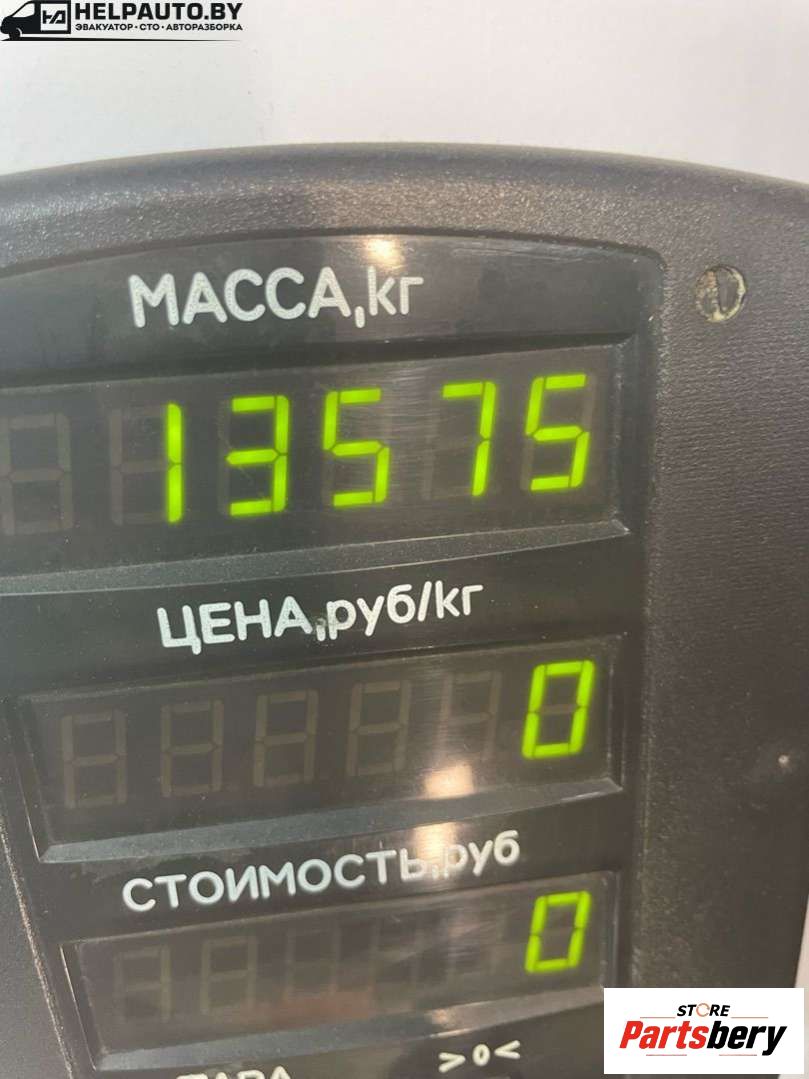 HELPAUTO.BY
ЭВАКУАТОР • СТО • АВТОРАЗБОРКА
МАССА,кг
13575
ЦЕНА,руб/кг
0
СТОИМОСТЬ,руб
0
>0<
STORE
Partsbery